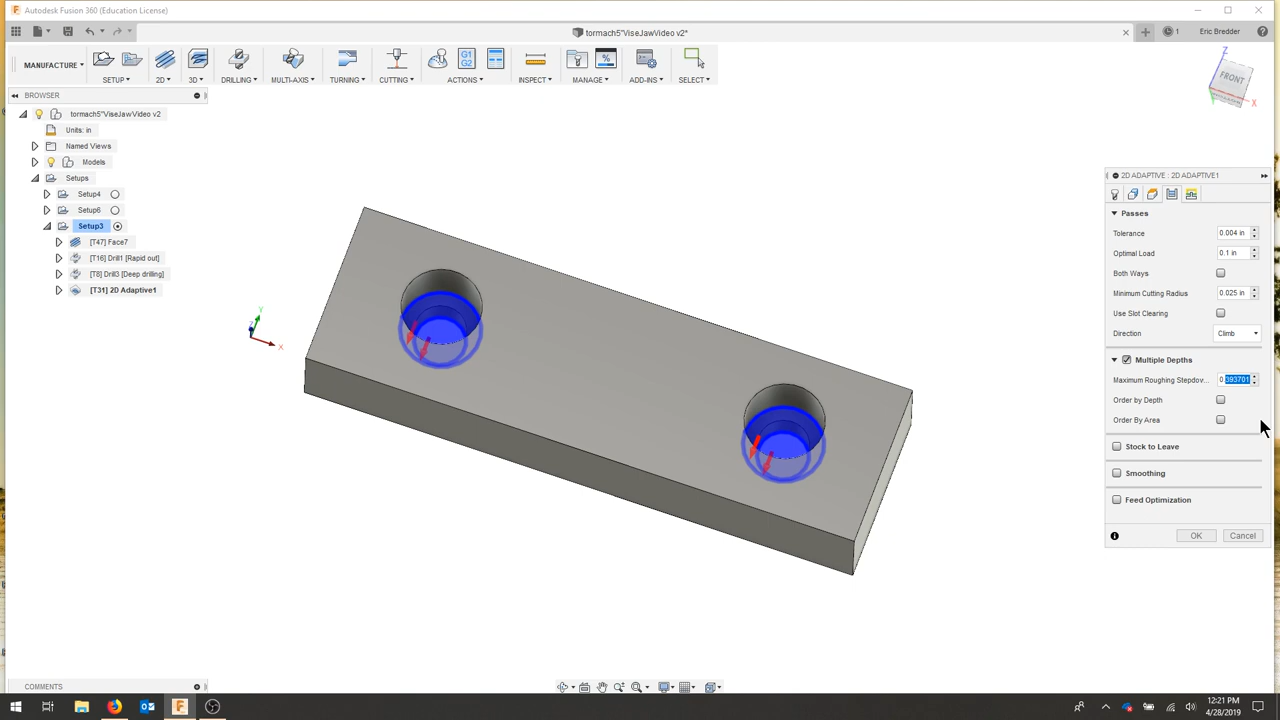 Autodesk Fusion 360 (Education License)
tormach5"ViseJawVideo v2*
1 Eric Bredder
MANUFACTURE
G1
G2
SETUP 2D 3D DRILLING MULTI-AXIS TURNING CUTTING ACTIONS INSPECT MANAGE ADD-INS SELECT
Z
FRONT
X
BROWSER
tormach5"ViseJawVideo v2
Units: in
Named Views
Models
Setups
Setup4
Setup6
Setup3
[T47] Face7
[T16] Drill1 [Rapid out]
[T8] Drill3 [Deep drilling]
[T31] 2D Adaptive1
Y
X
2D ADAPTIVE : 2D ADAPTIVE1
Passes
Tolerance 0.004 in
Optimal Load 0.1 in
Both Ways
Minimum Cutting Radius 0.025 in
Use Slot Clearing
Direction Climb
Multiple Depths
Maximum Roughing Stepdov... 0.393701
Order by Depth
Order By Area
Stock to Leave
Smoothing
Feed Optimization
OK Cancel
COMMENTS
12:21 PM
4/28/2019